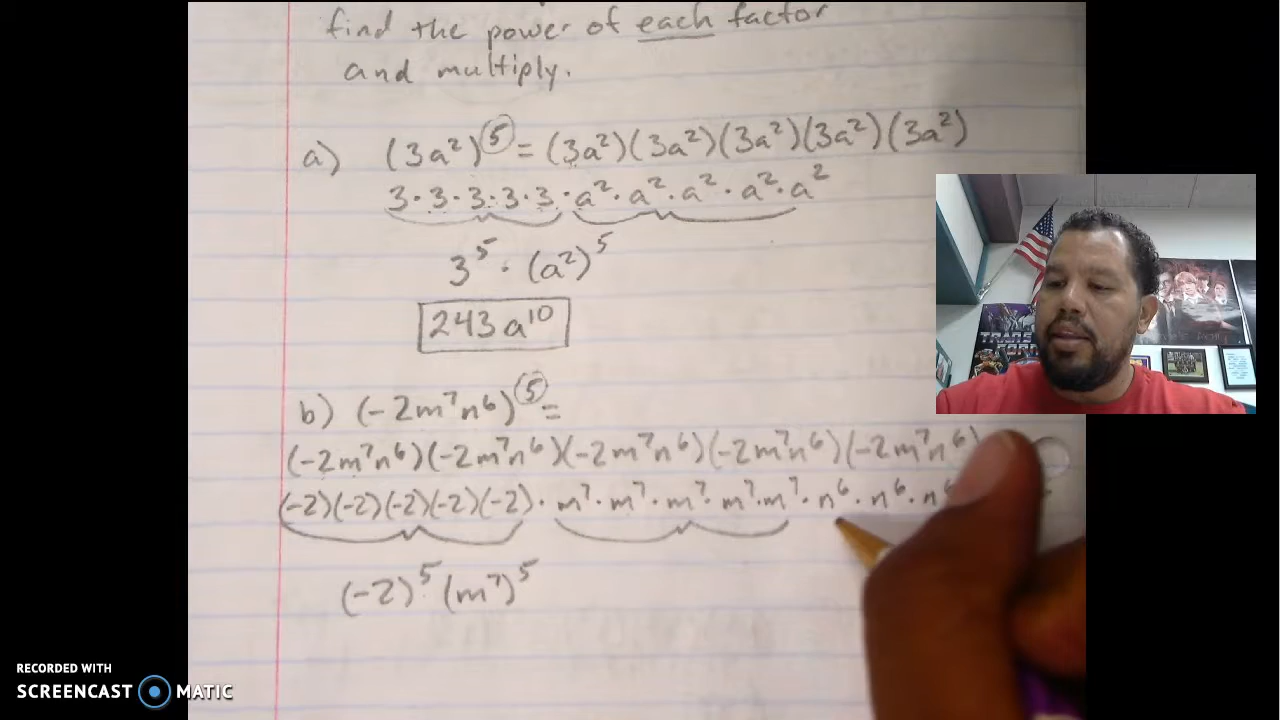 find the power of each factor
and multiply.
a) (3a²)⁵ = (3a²)(3a²)(3a²)(3a²)(3a²)
3·3·3·3·3·a²·a²·a²·a²·a²
3⁵·(a²)⁵
243a¹⁰
b) (-2m⁷n⁶)⁵ =
(-2m⁷n⁶)(-2m⁷n⁶)(-2m⁷n⁶)(-2m⁷n⁶)(-2m⁷n⁶)
(-2)(-2)(-2)(-2)(-2)·m⁷·m⁷·m⁷·m⁷·m⁷·n⁶·n⁶·n⁶
(-2)⁵(m⁷)⁵
TRANS
FOR
RECORDED WITH
SCREENCAST MATIC